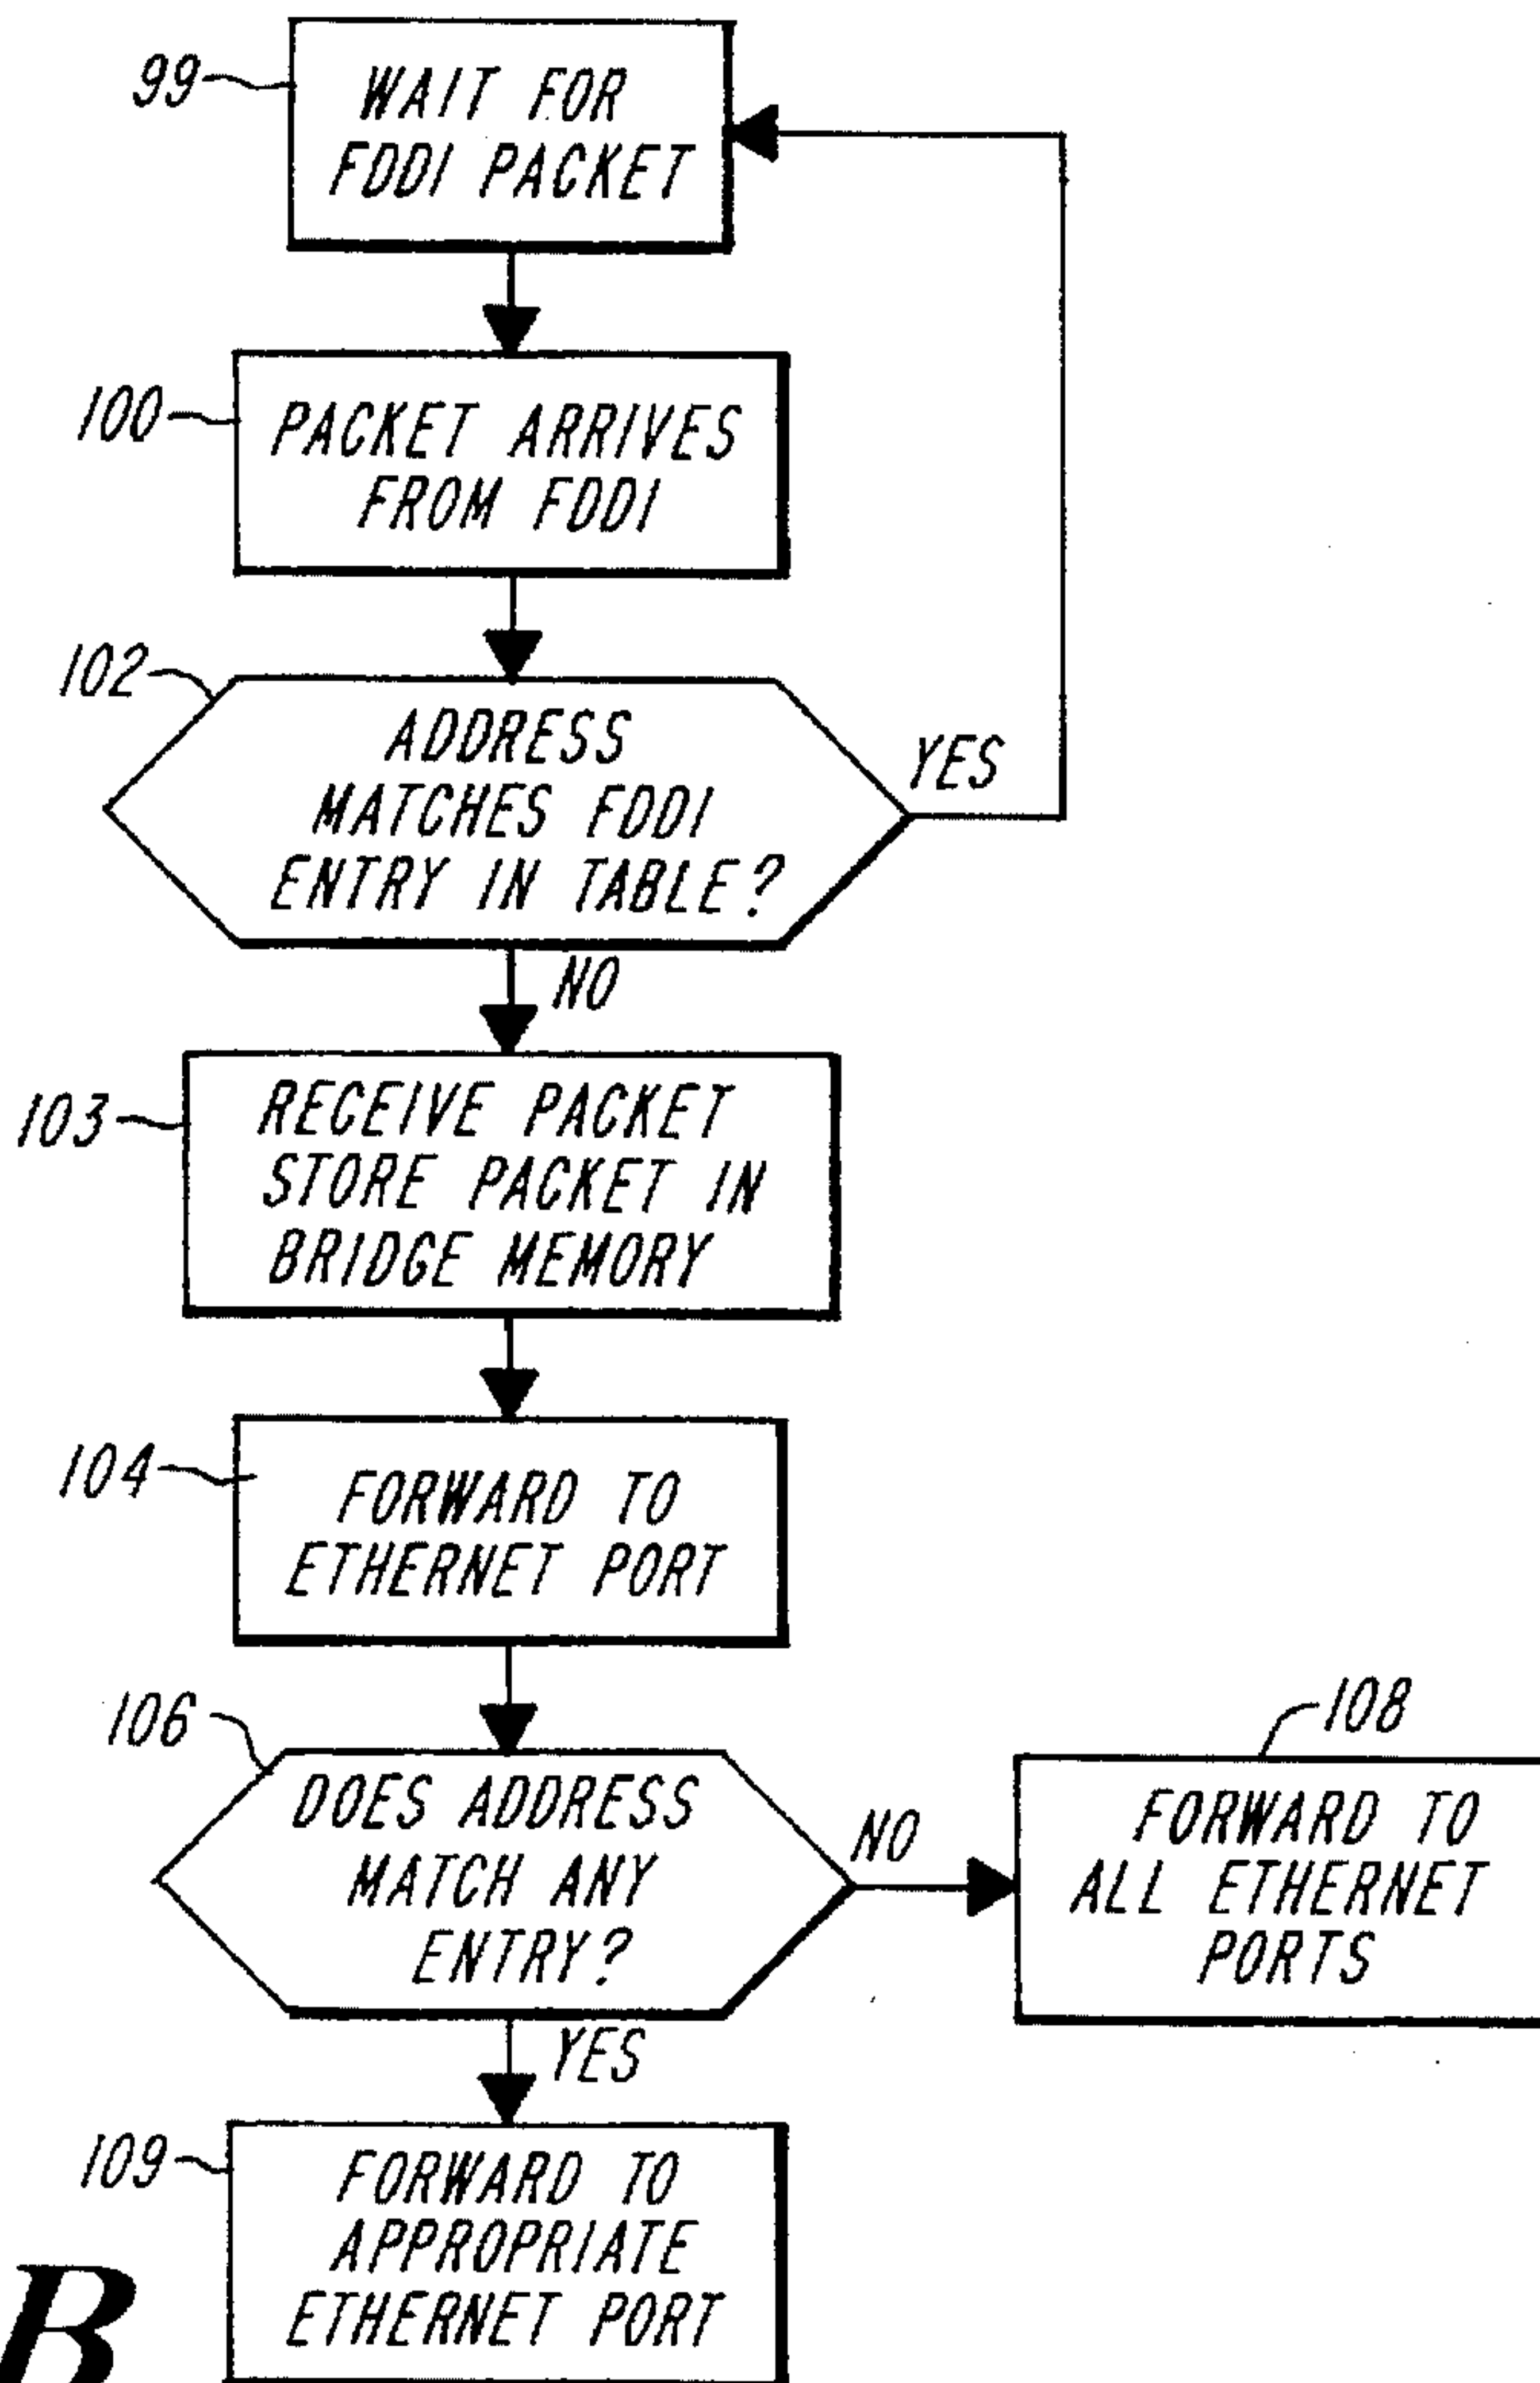 99
WAIT FOR
FDDI PACKET
100
PACKET ARRIVES
FROM FDDI
102
ADDRESS
MATCHES FDDI
ENTRY IN TABLE?
YES
NO
103
RECEIVE PACKET
STORE PACKET IN
BRIDGE MEMORY
104
FORWARD TO
ETHERNET PORT
106
DOES ADDRESS
MATCH ANY
ENTRY?
NO
108
FORWARD TO
ALL ETHERNET
PORTS
YES
109
FORWARD TO
APPROPRIATE
ETHERNET PORT
B